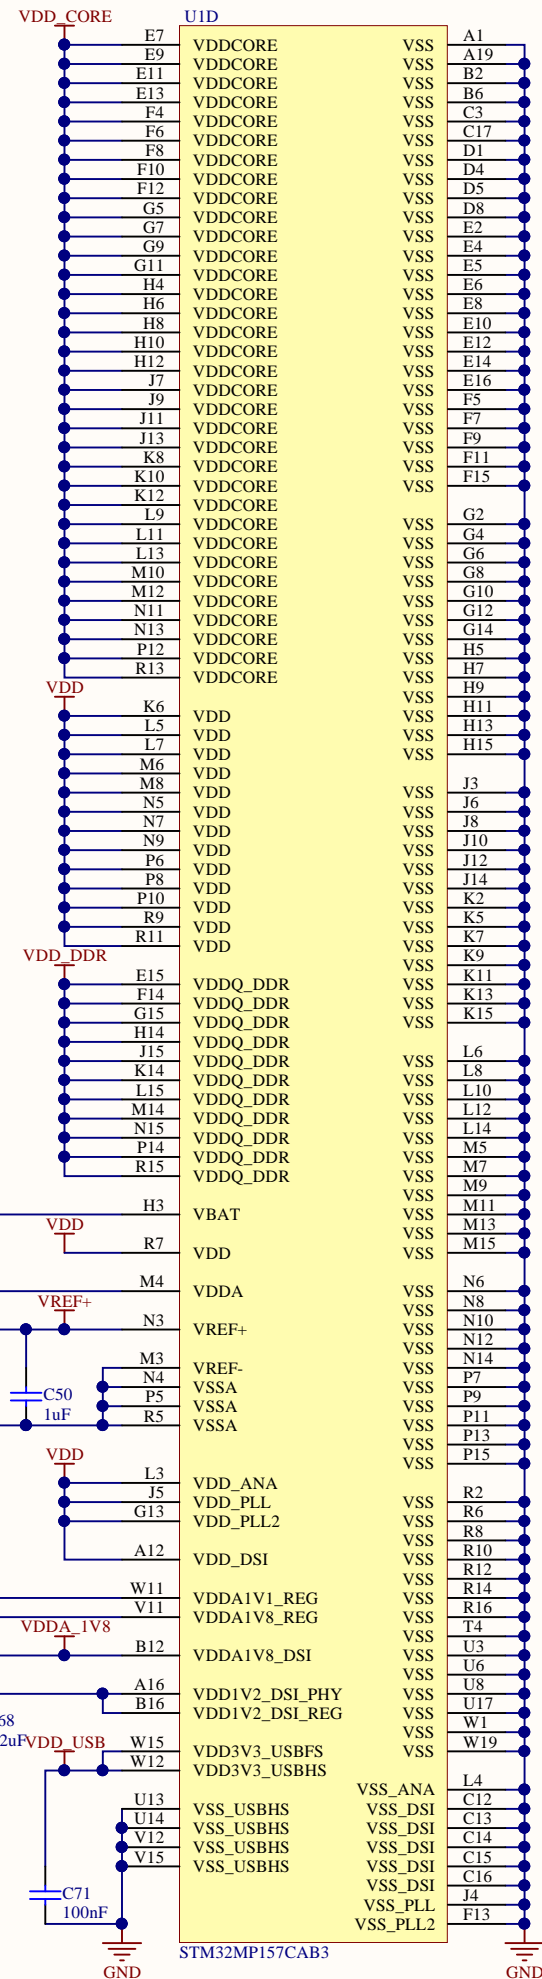 VDD_CORE
U1D
E7 VDDCORE VSS A1
E9 VDDCORE VSS A19
E11 VDDCORE VSS B2
E13 VDDCORE VSS B6
F4 VDDCORE VSS C3
F6 VDDCORE VSS C17
F8 VDDCORE VSS D1
F10 VDDCORE VSS D4
F12 VDDCORE VSS D5
G5 VDDCORE VSS D8
G7 VDDCORE VSS E2
G9 VDDCORE VSS E4
G11 VDDCORE VSS E5
H4 VDDCORE VSS E6
H6 VDDCORE VSS E8
H8 VDDCORE VSS E10
H10 VDDCORE VSS E12
H12 VDDCORE VSS E14
J7 VDDCORE VSS E16
J9 VDDCORE VSS F5
J11 VDDCORE VSS F7
J13 VDDCORE VSS F9
K8 VDDCORE VSS F11
K10 VDDCORE VSS F15
K12 VDDCORE
L9 VDDCORE VSS G2
L11 VDDCORE VSS G4
L13 VDDCORE VSS G6
M10 VDDCORE VSS G8
M12 VDDCORE VSS G10
N11 VDDCORE VSS G12
N13 VDDCORE VSS G14
P12 VDDCORE VSS H5
R13 VDDCORE VSS H7
VDD
VSS H9
K6 VDD VSS H11
L5 VDD VSS H13
L7 VDD VSS H15
M6 VDD
M8 VDD VSS J3
N5 VDD VSS J6
N7 VDD VSS J8
N9 VDD VSS J10
P6 VDD VSS J12
P8 VDD VSS J14
P10 VDD VSS K2
R9 VDD VSS K5
R11 VDD VSS K7
VDD_DDR
VSS K9
E15 VDDQ_DDR VSS K11
F14 VDDQ_DDR VSS K13
G15 VDDQ_DDR VSS K15
H14 VDDQ_DDR
J15 VDDQ_DDR VSS L6
K14 VDDQ_DDR VSS L8
L15 VDDQ_DDR VSS L10
M14 VDDQ_DDR VSS L12
N15 VDDQ_DDR VSS L14
P14 VDDQ_DDR VSS M5
R15 VDDQ_DDR VSS M7
VSS M9
H3 VBAT VSS M11
VDD
VSS M13
R7 VDD VSS M15
M4 VDDA VSS N6
VREF+
VSS N8
N3 VREF+ VSS N10
VSS N12
M3 VREF- VSS N14
N4 VSSA VSS P7
C50
P5 VSSA VSS P9
1uF
R5 VSSA VSS P11
VSS P13
VDD
VSS P15
L3 VDD_ANA
J5 VDD_PLL VSS R2
G13 VDD_PLL2 VSS R6
VSS R8
A12 VDD_DSI VSS R10
VSS R12
W11 VDDA1V1_REG VSS R14
V11 VDDA1V8_REG VSS R16
VDDA_1V8
VSS T4
B12 VDDA1V8_DSI VSS U3
VSS U6
A16 VDD1V2_DSI_PHY VSS U8
B16 VDD1V2_DSI_REG VSS U17
68
VSS W1
2uF
VDD_USB
W15 VDD3V3_USBFS VSS W19
W12 VDD3V3_USBHS
VSS_ANA L4
U13 VSS_USBHS VSS_DSI C12
U14 VSS_USBHS VSS_DSI C13
V12 VSS_USBHS VSS_DSI C14
V15 VSS_USBHS VSS_DSI C15
VSS_DSI C16
C71
VSS_PLL J4
100nF
VSS_PLL2 F13
STM32MP157CAB3
GND
GND